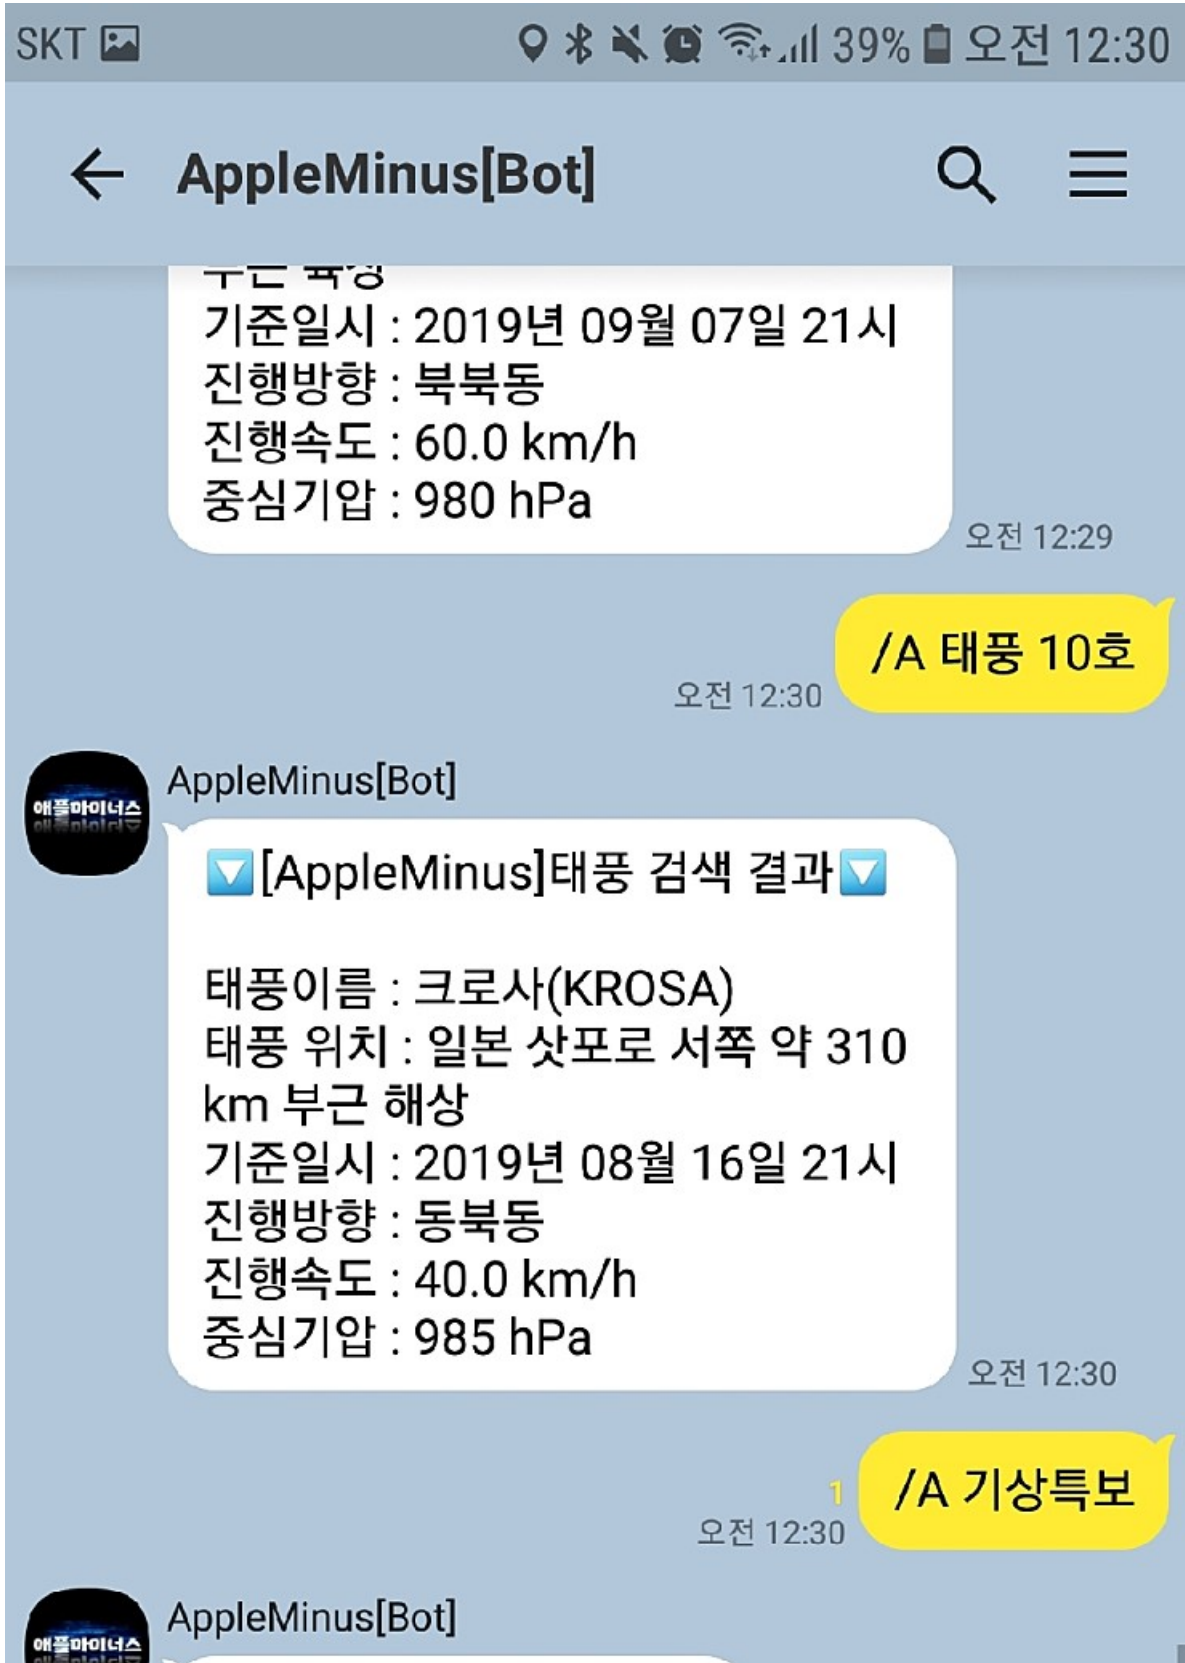 SKT 39% 오전 12:30
AppleMinus[Bot]
부근 육상
기준일시 : 2019년 09월 07일 21시
진행방향 : 북북동
진행속도 : 60.0 km/h
중심기압 : 980 hPa
오전 12:29
/A 태풍 10호
오전 12:30
AppleMinus[Bot]
애플마이너스
[AppleMinus]태풍 검색 결과
태풍이름 : 크로사(KROSA)
태풍 위치 : 일본 삿포로 서쪽 약 310
km 부근 해상
기준일시 : 2019년 08월 16일 21시
진행방향 : 동북동
진행속도 : 40.0 km/h
중심기압 : 985 hPa
오전 12:30
/A 기상특보
1
오전 12:30
AppleMinus[Bot]
애플마이너스